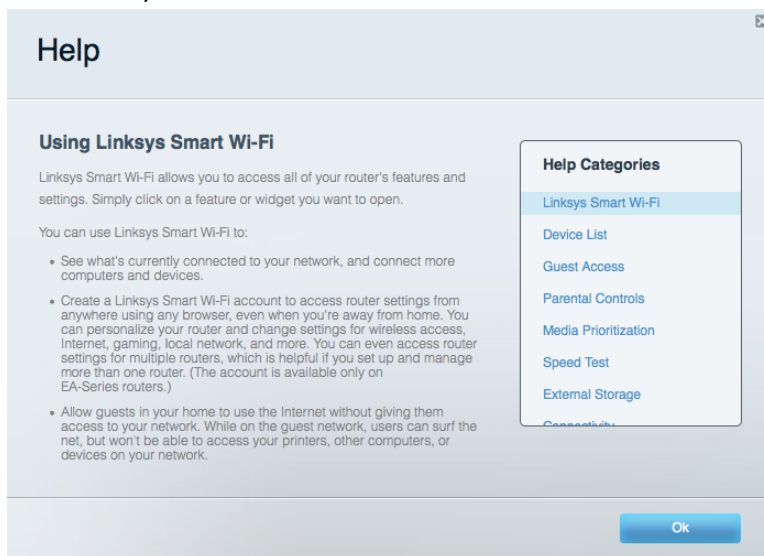 Help
Using Linksys Smart Wi-Fi
Linksys Smart Wi-Fi allows you to access all of your router's features and
settings. Simply click on a feature or widget you want to open.
You can use Linksys Smart Wi-Fi to:
• See what's currently connected to your network, and connect more
computers and devices.
• Create a Linksys Smart Wi-Fi account to access router settings from
anywhere using any browser, even when you're away from home. You
can personalize your router and change settings for wireless access,
Internet, gaming, local network, and more. You can even access router
settings for multiple routers, which is helpful if you set up and manage
more than one router. (The account is available only on
EA-Series routers.)
• Allow guests in your home to use the Internet without giving them
access to your network. While on the guest network, users can surf the
net, but won't be able to access your printers, other computers, or
devices on your network.
Help Categories
Linksys Smart Wi-Fi
Device List
Guest Access
Parental Controls
Media Prioritization
Speed Test
External Storage
Connectivity
Ok